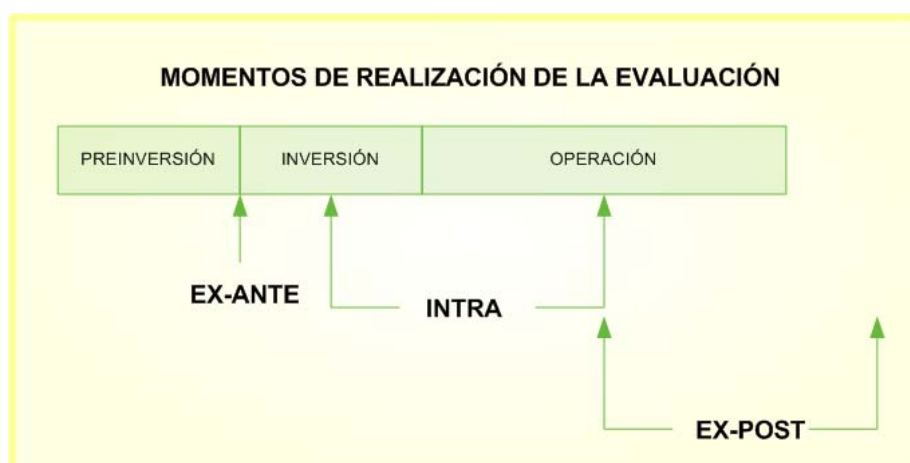 MOMENTOS DE REALIZACIÓN DE LA EVALUACIÓN
PREINVERSIÓN
INVERSIÓN
OPERACIÓN
EX-ANTE
INTRA
EX-POST